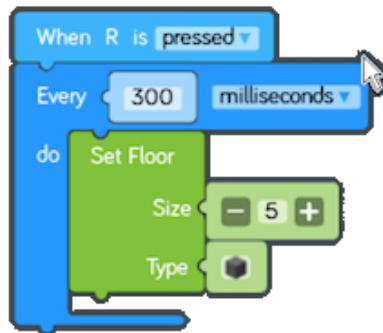 When R is pressed
Every 300 milliseconds
do Set Floor
Size - 5 +
Type